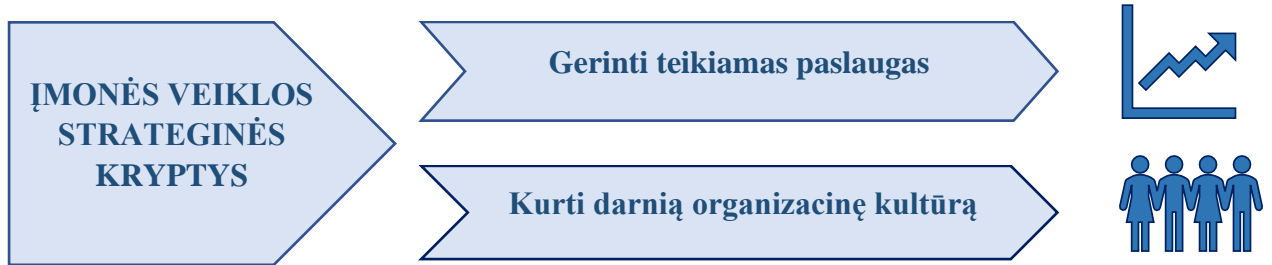 ĮMONĖS VEIKLOS
STRATEGINĖS
KRYPTYS
Gerinti teikiamas paslaugas
Kurti darnią organizacinę kultūrą